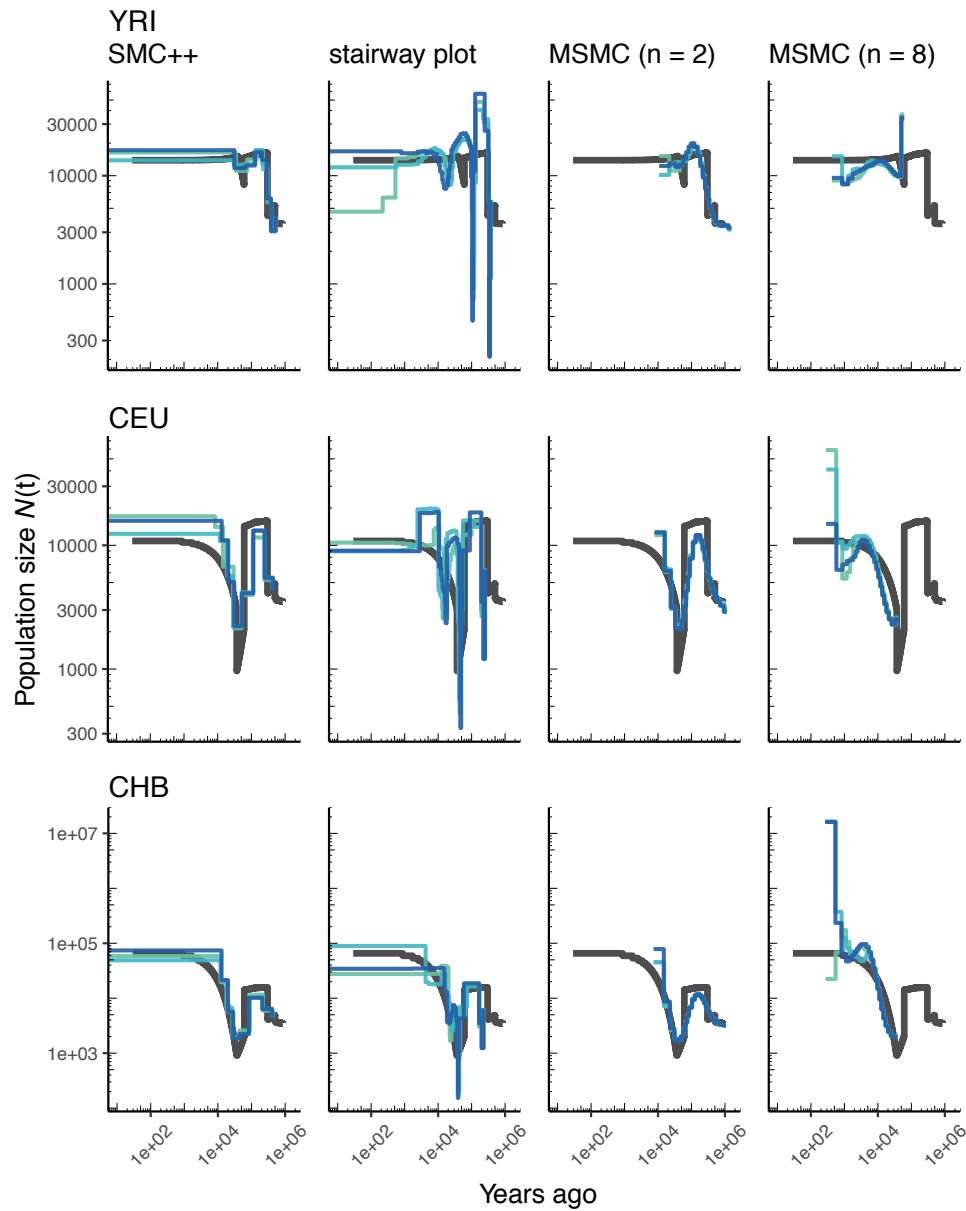 YRI
SMC++ stairway plot MSMC (n = 2) MSMC (n = 8)
30000
10000
3000
1000
300
CEU
30000
10000
3000
1000
300
CHB
1e+07
1e+05
1e+03
Population size N(t)
1e+02 1e+04 1e+06 1e+02 1e+04 1e+06 1e+02 1e+04 1e+06 1e+02 1e+04 1e+06
Years ago